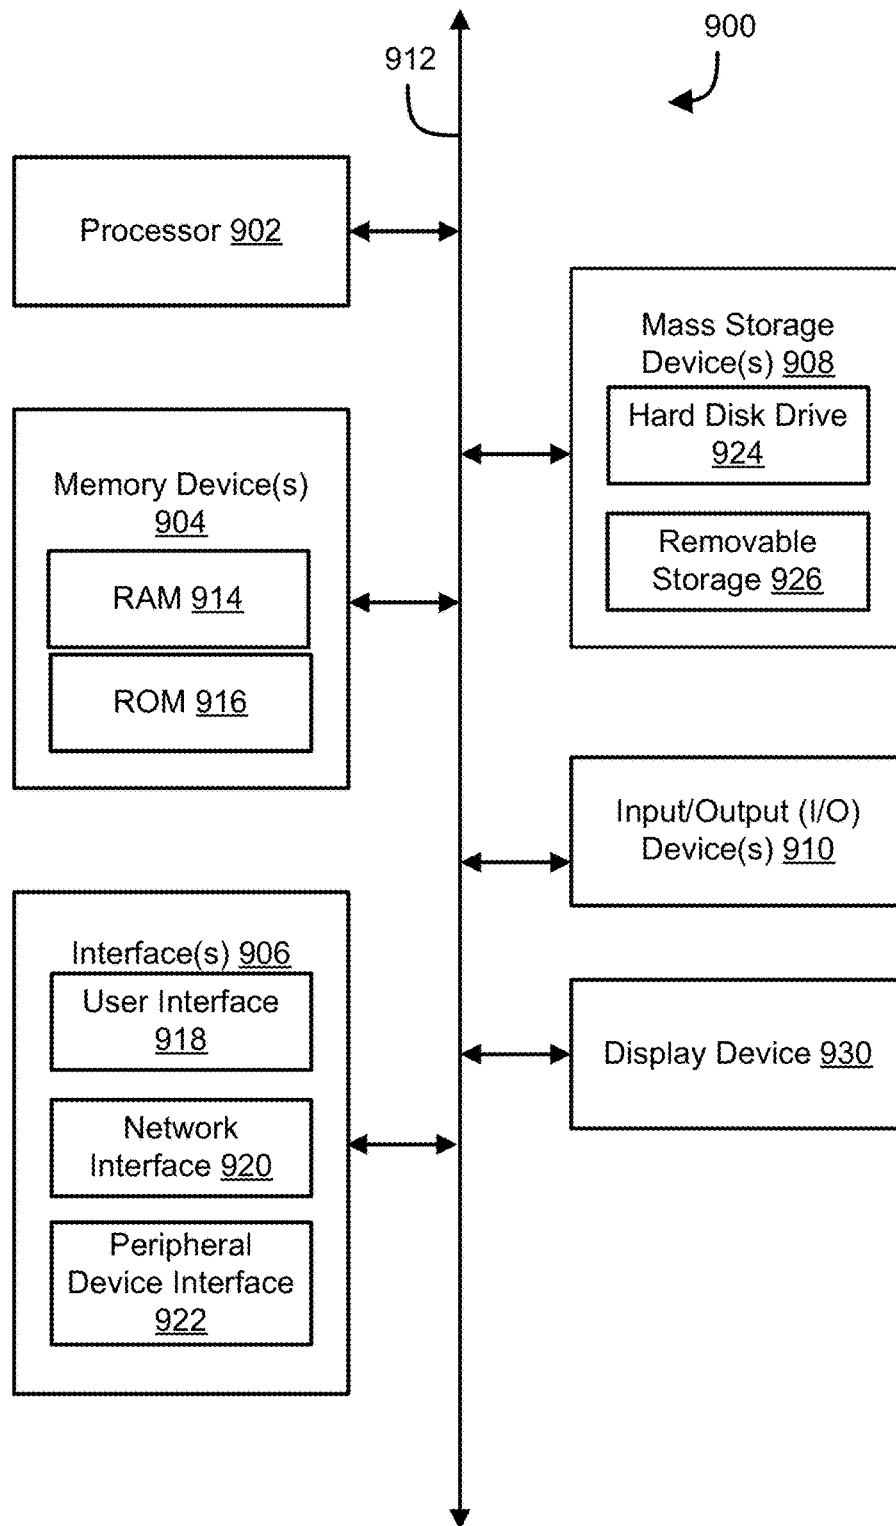 900
912
Processor 902
Mass Storage
Device(s) 908
Hard Disk Drive
924
Removable
Storage 926
Memory Device(s)
904
RAM 914
ROM 916
Input/Output (I/O)
Device(s) 910
Interface(s) 906
User Interface
918
Network
Interface 920
Peripheral
Device Interface
922
Display Device 930